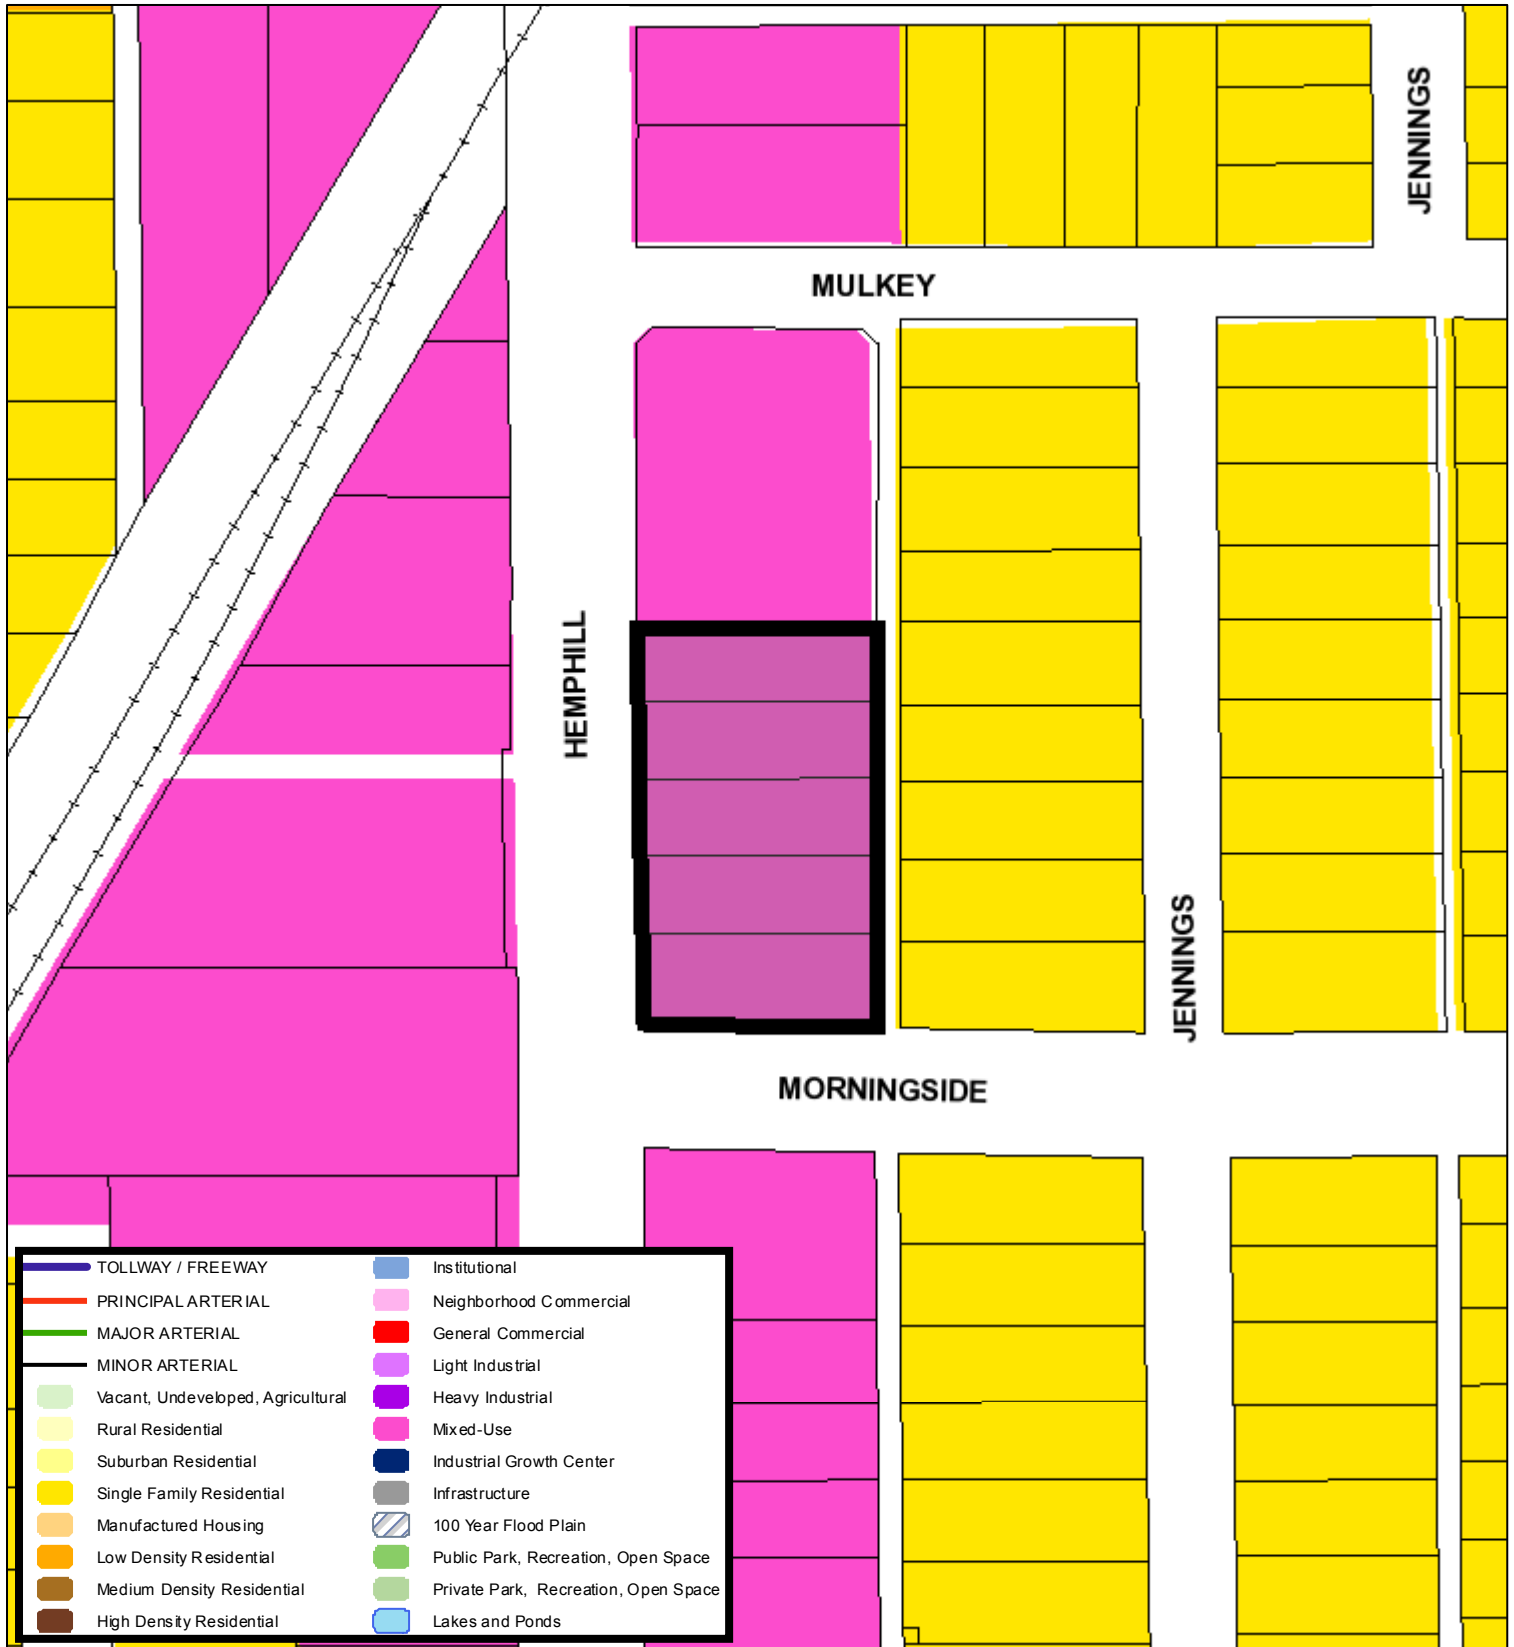 JENNINGS
MULKEY
HEMPHILL
JENNINGS
MORNINGSIDE
TOLLWAY / FREEWAY
PRINCIPAL ARTERIAL
MAJOR ARTERIAL
MINOR ARTERIAL
Vacant, Undeveloped, Agricultural
Rural Residential
Suburban Residential
Single Family Residential
Manufactured Housing
Low Density Residential
Medium Density Residential
High Density Residential
Institutional
Neighborhood Commercial
General Commercial
Light Industrial
Heavy Industrial
Mixed-Use
Industrial Growth Center
Infrastructure
100 Year Flood Plain
Public Park, Recreation, Open Space
Private Park, Recreation, Open Space
Lakes and Ponds